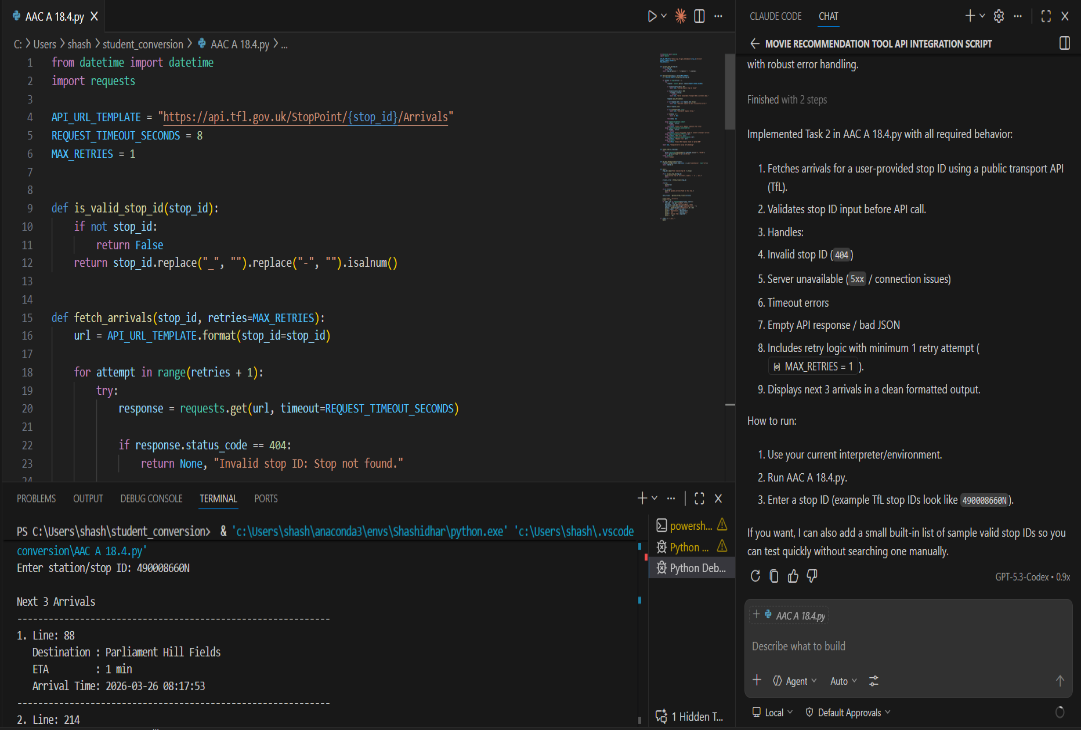 AAC A 18.4.py
C: > Users > shash > student_conversion > AAC A 18.4.py > ...
1 from datetime import datetime
2 import requests
3
4 API_URL_TEMPLATE = "https://api.tfl.gov.uk/StopPoint/{stop_id}/Arrivals"
5 REQUEST_TIMEOUT_SECONDS = 8
6 MAX_RETRIES = 1
7
8
9 def is_valid_stop_id(stop_id):
10 if not stop_id:
11 return False
12 return stop_id.replace("_", "").replace("-", "").isalnum()
13
14
15 def fetch_arrivals(stop_id, retries=MAX_RETRIES):
16 url = API_URL_TEMPLATE.format(stop_id=stop_id)
17
18 for attempt in range(retries + 1):
19 try:
20 response = requests.get(url, timeout=REQUEST_TIMEOUT_SECONDS)
21
22 if response.status_code == 404:
23 return None, "Invalid stop ID: Stop not found."
24
PROBLEMS OUTPUT DEBUG CONSOLE TERMINAL PORTS
PS C:\Users\shash\student_conversion> & 'c:\Users\shash\anaconda3\envs\Shashidhar\python.exe' 'c:\Users\shash\.vscode
conversion\AAC A 18.4.py'
Enter station/stop ID: 490008660N
Next 3 Arrivals
------------------------------------------------------------
1. Line: 88
Destination : Parliament Hill Fields
ETA : 1 min
Arrival Time: 2026-03-26 08:17:53
------------------------------------------------------------
2. Line: 214
powersh...
Python ...
Python Deb...
1 Hidden T...
CLAUDE CODE CHAT
MOVIE RECOMMENDATION TOOL API INTEGRATION SCRIPT
with robust error handling.
Finished with 2 steps
Implemented Task 2 in AAC A 18.4.py with all required behavior:
1. Fetches arrivals for a user-provided stop ID using a public transport API
(TfL).
2. Validates stop ID input before API call.
3. Handles:
4. Invalid stop ID (404)
5. Server unavailable (5xx / connection issues)
6. Timeout errors
7. Empty API response / bad JSON
8. Includes retry logic with minimum 1 retry attempt (
MAX_RETRIES = 1 ).
9. Displays next 3 arrivals in a clean formatted output.
How to run:
1. Use your current interpreter/environment.
2. Run AAC A 18.4.py.
3. Enter a stop ID (example TfL stop IDs look like 490008660N).
If you want, I can also add a small built-in list of sample valid stop IDs so you
can test quickly without searching one manually.
GPT-5.3-Codex • 0.9x
AAC A 18.4.py
Describe what to build
Agent Auto
Local Default Approvals